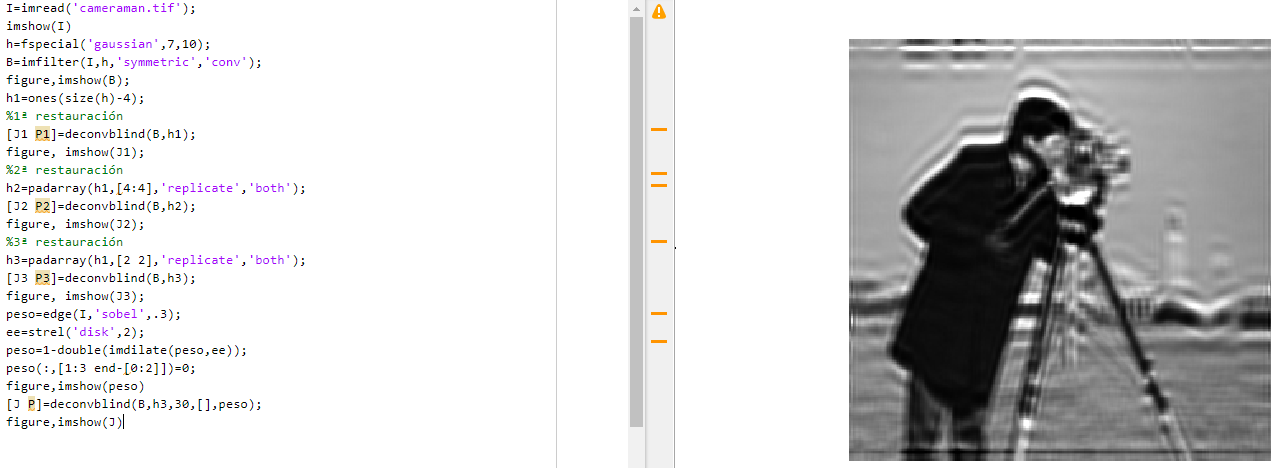 I=imread('cameraman.tif');
imshow(I)
h=fspecial('gaussian',7,10);
B=imfilter(I,h,'symmetric','conv');
figure,imshow(B);
h1=ones(size(h)-4);
%1ª restauración
[J1 P1]=deconvblind(B,h1);
figure, imshow(J1);
%2ª restauración
h2=padarray(h1,[4:4],'replicate','both');
[J2 P2]=deconvblind(B,h2);
figure, imshow(J2);
%3ª restauración
h3=padarray(h1,[2 2],'replicate','both');
[J3 P3]=deconvblind(B,h3);
figure, imshow(J3);
peso=edge(I,'sobel',.3);
ee=strel('disk',2);
peso=1-double(imdilate(peso,ee));
peso(:,[1:3 end-[0:2]])=0;
figure,imshow(peso)
[J P]=deconvblind(B,h3,30,[],peso);
figure,imshow(J)